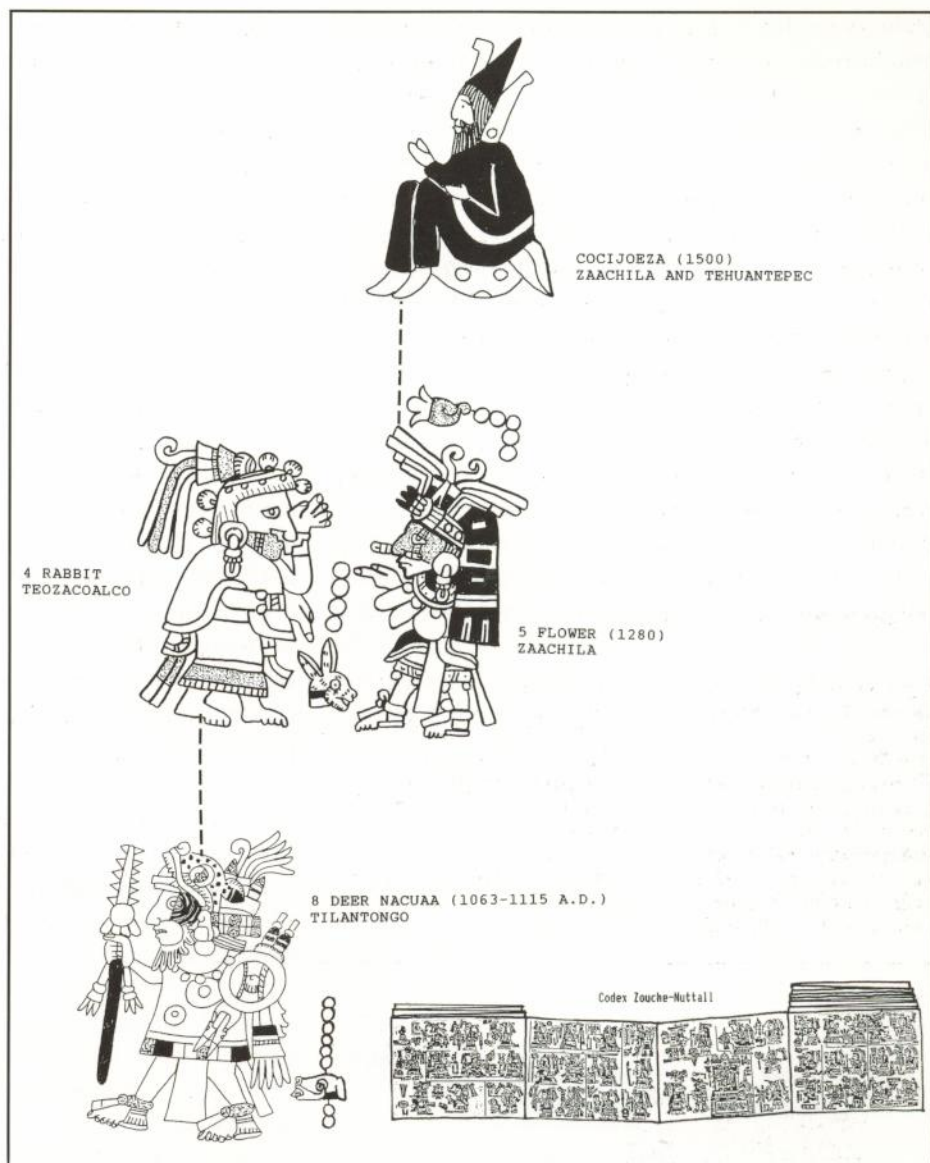 COCIJOEZA (1500)
ZAACHILA AND TEHUANTEPEC
4 RABBIT
TEOZACOALCO
5 FLOWER (1280)
ZAACHILA
8 DEER NACUAA (1063-1115 A.D.)
TILANTONGO
Codex Zouche-Nuttall